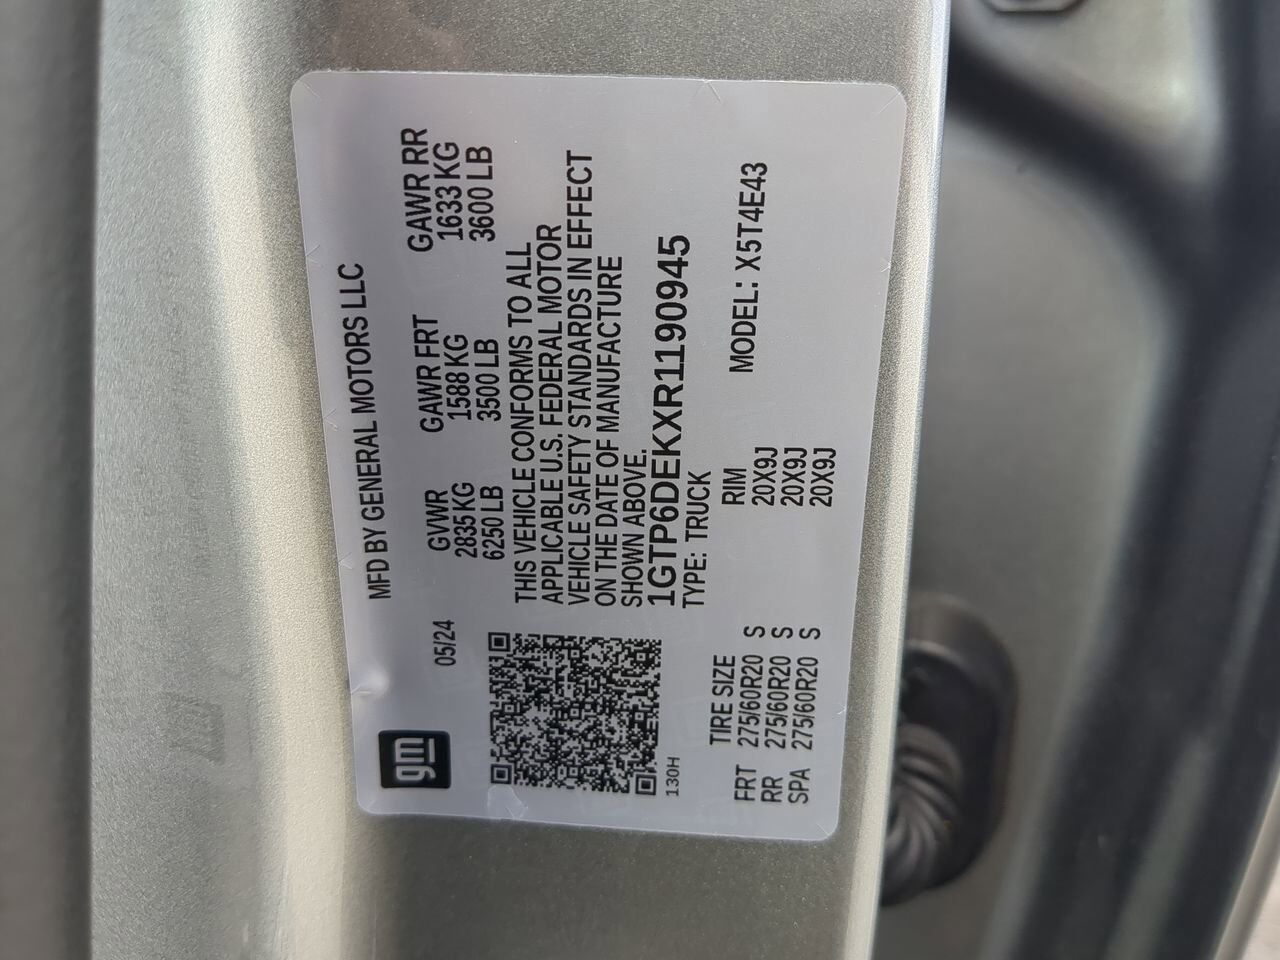 MFD BY GENERAL MOTORS LLC
gm
05/24
GVWR GAWR FRT GAWR RR
2835 KG 1588 KG 1633 KG
6250 LB 3500 LB 3600 LB
THIS VEHICLE CONFORMS TO ALL
APPLICABLE U.S. FEDERAL MOTOR
VEHICLE SAFETY STANDARDS IN EFFECT
ON THE DATE OF MANUFACTURE
SHOWN ABOVE.
1GTP6DEKXR1190945
130H
TYPE: TRUCK
MODEL: X5T4E43
TIRE SIZE RIM
FRT 275/60R20 S 20X9J
RR 275/60R20 S 20X9J
SPA 275/60R20 S 20X9J